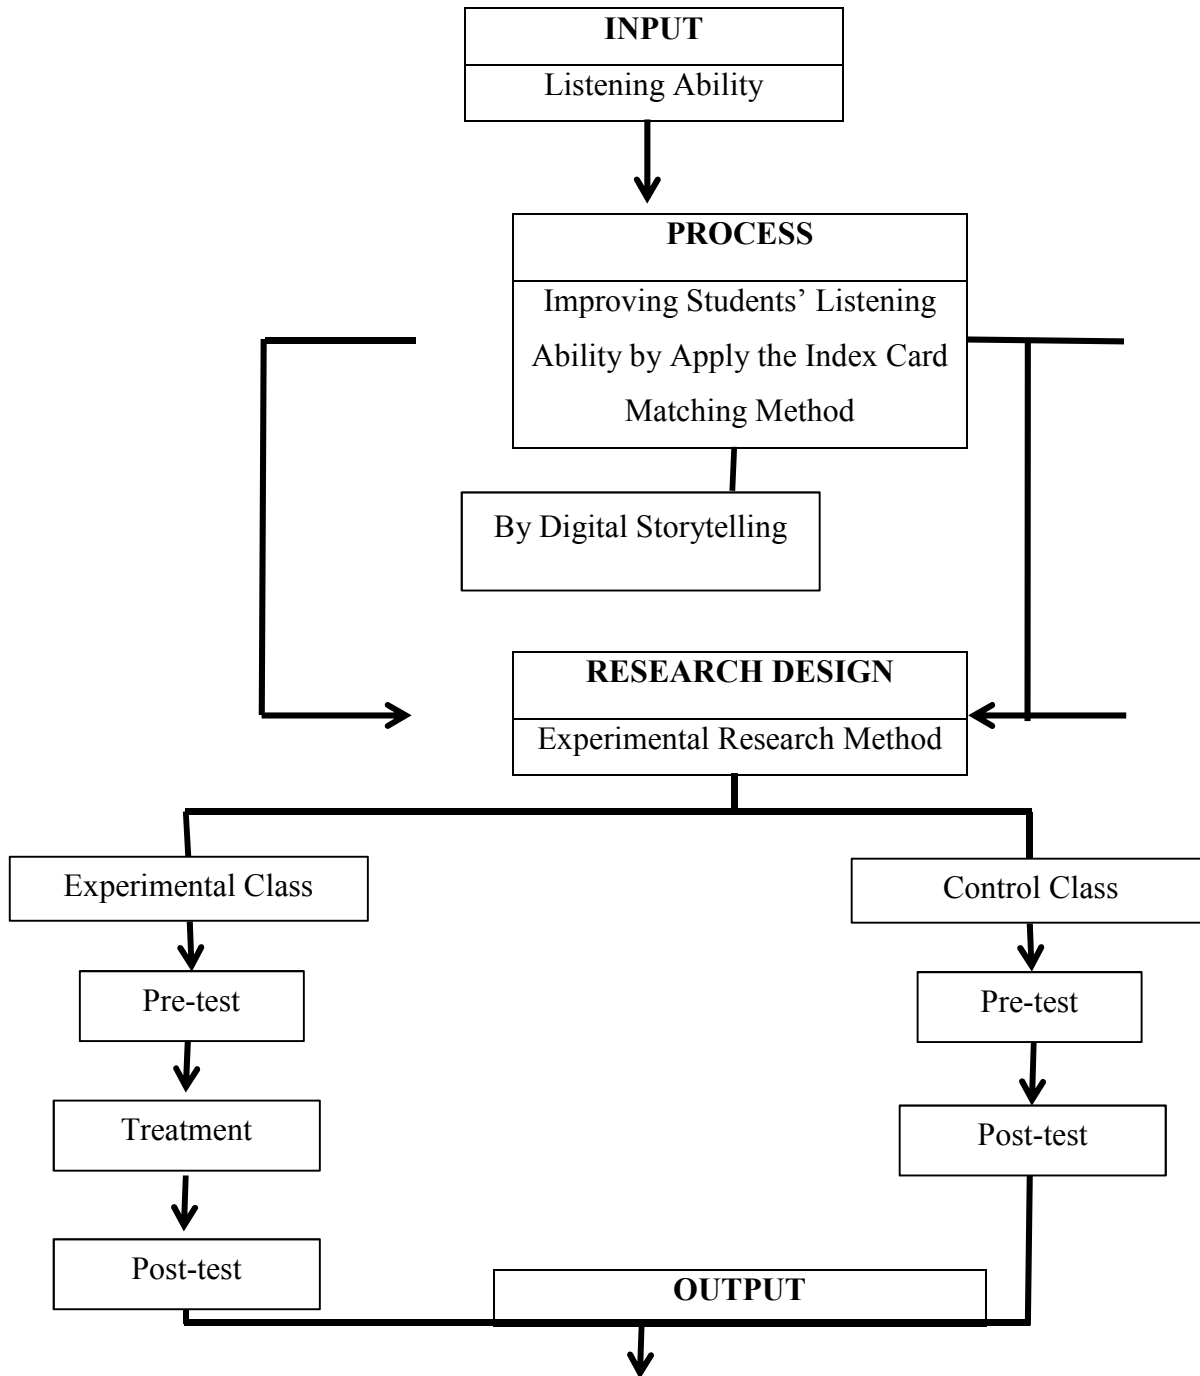 INPUT
Listening Ability
PROCESS
Improving Students’ Listening
Ability by Apply the Index Card
Matching Method
By Digital Storytelling
RESEARCH DESIGN
Experimental Research Method
Experimental Class
Control Class
Pre-test
Pre-test
Treatment
Post-test
Post-test
OUTPUT